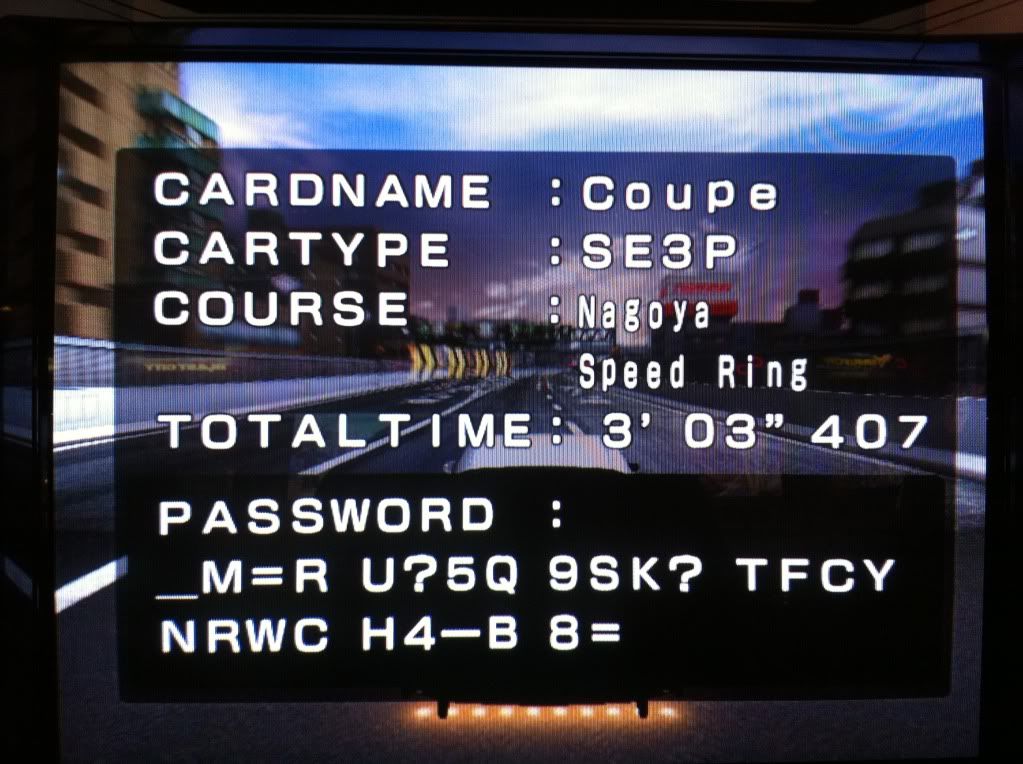 CARDNAME : Coupe
CARTYPE : SE3P
COURSE : Nagoya
Speed Ring
TOTALTIME : 3' 03" 407
PASSWORD :
_M=R U?5Q 9SK? TFCY
NRWC H4-B 8=